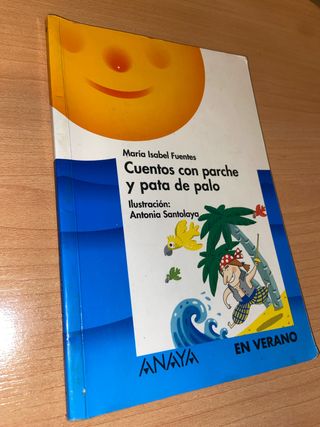 María Isabel Fuentes
Cuentos con parche
y pata de palo
Ilustración:
Antonia Santolaya
ANAYA
EN VERANO